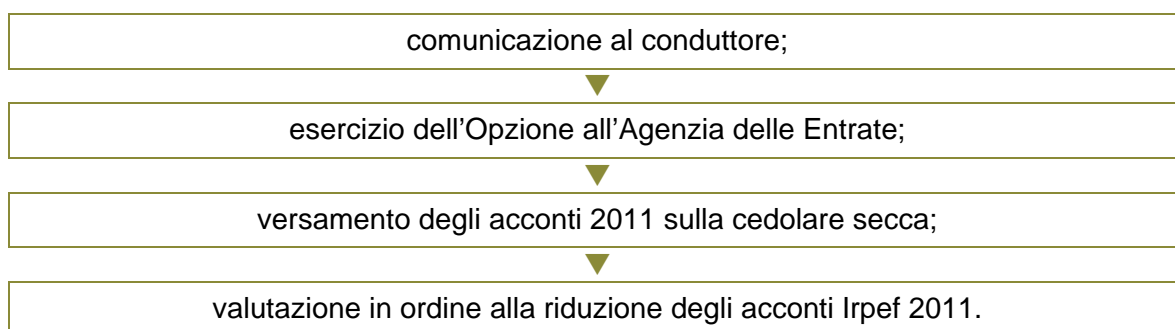 comunicazione al conduttore;
esercizio dell’Opzione all’Agenzia delle Entrate;
versamento degli acconti 2011 sulla cedolare secca;
valutazione in ordine alla riduzione degli acconti Irpef 2011.